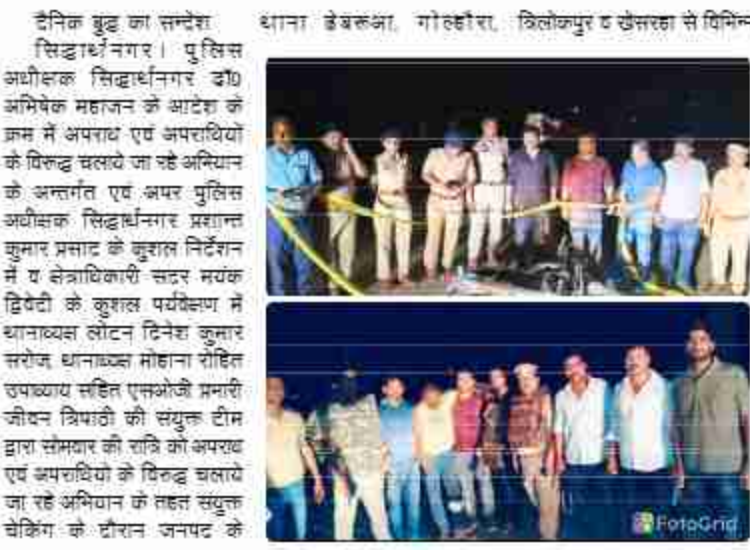 दैनिक बुद्ध का सन्देश
सिद्धार्थनगर। पुलिस
अधीक्षक सिद्धार्थनगर डॉ0
अभिषेक महाजन के आदेश के
क्रम में अपराध एवं अपराधियों
के विरुद्ध चलाये जा रहे अभियान
के अन्तर्गत एवं अपर पुलिस
अधीक्षक सिद्धार्थनगर प्रशान्त
कुमार प्रसाद के कुशल निर्देशन
में व क्षेत्राधिकारी सदर मयंक
द्विवेदी के कुशल पर्यवेक्षण में
थानाध्यक्ष लोटन दिनेश कुमार
सरोज, थानाध्यक्ष मोहाना रोहित
उपाध्याय सहित एसओजी प्रभारी
जीवन त्रिपाठी की संयुक्त टीम
द्वारा सोमवार की रात्रि को अपराध
एवं अपराधियो के विरुद्ध चलाये
जा रहे अभियान के तहत संयुक्त
चेकिंग के दौरान जनपद के
थाना ढेबरूआ, गोल्हौरा, त्रिलोकपुर व खेसरहा से विभिन्न
FotoGrid